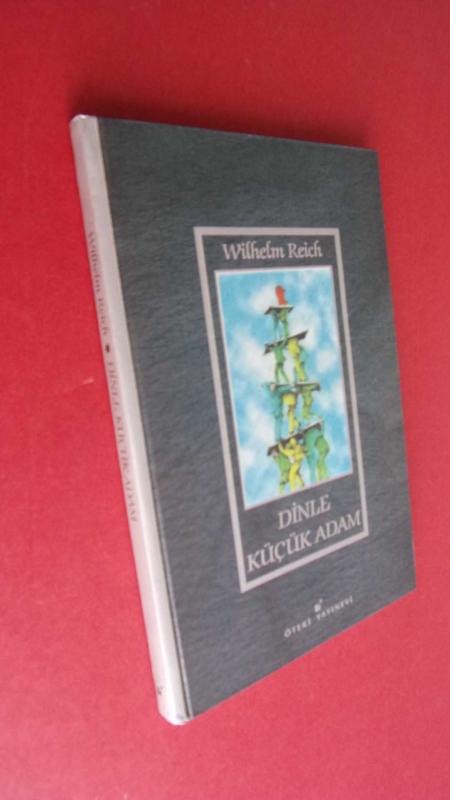 Wilhelm Reich
DİNLE
KÜÇÜK ADAM
ÖTEKİ YAYINEVİ
Wilhelm Reich • DİNLE KÜÇÜK ADAM